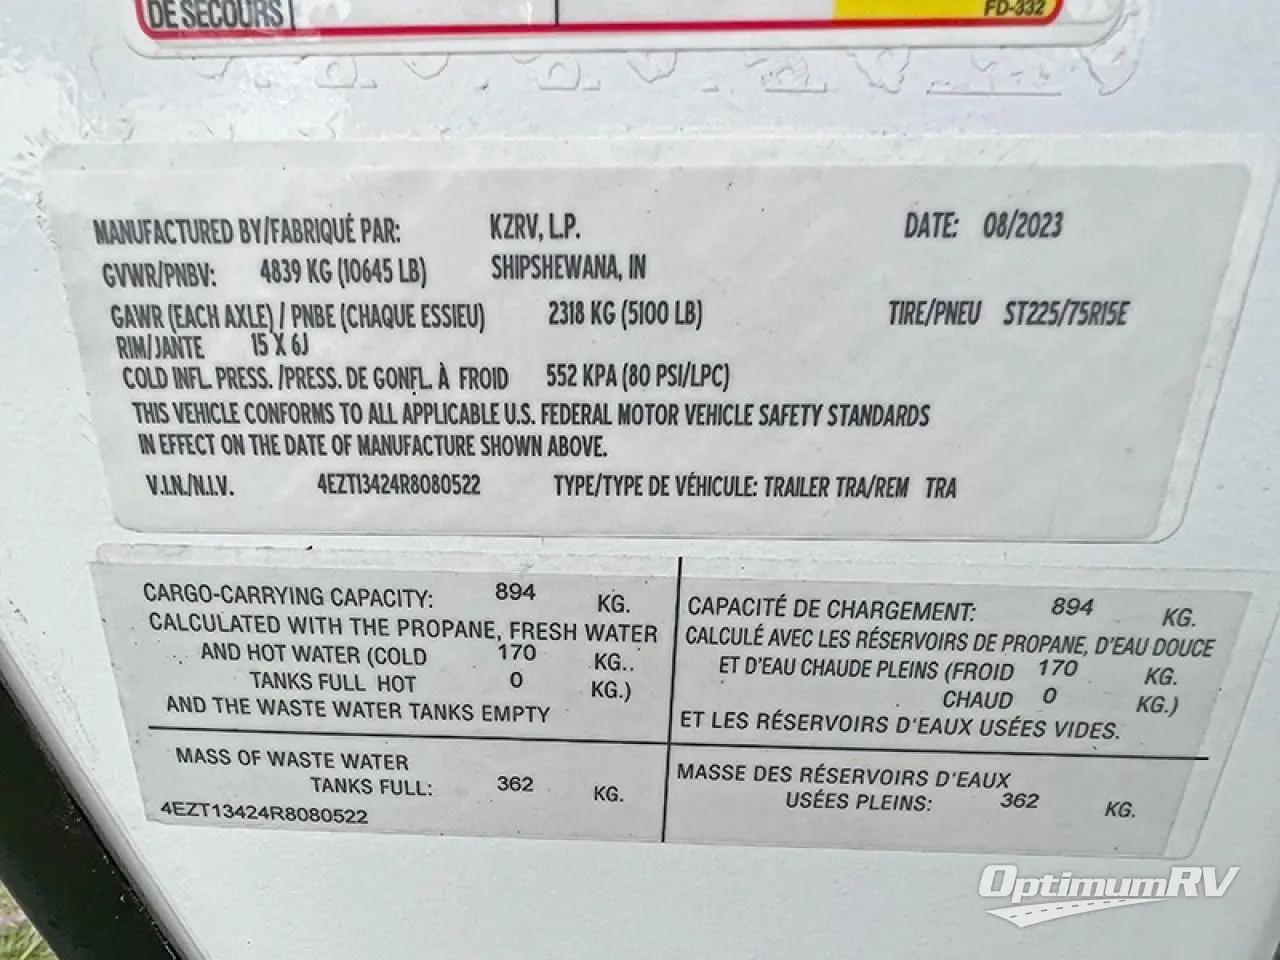 DE SECOURS
FD-332
MANUFACTURED BY/FABRIQUÉ PAR: KZRV, L.P. DATE: 08/2023
GVWR/PNBV: 4839 KG (10645 LB) SHIPSHEWANA, IN
GAWR (EACH AXLE) / PNBE (CHAQUE ESSIEU) 2318 KG (5100 LB) TIRE/PNEU ST225/75R15E
RIM/JANTE 15 X 6J
COLD INFL. PRESS. /PRESS. DE GONFL. À FROID 552 KPA (80 PSI/LPC)
THIS VEHICLE CONFORMS TO ALL APPLICABLE U.S. FEDERAL MOTOR VEHICLE SAFETY STANDARDS
IN EFFECT ON THE DATE OF MANUFACTURE SHOWN ABOVE.
V.I.N./N.I.V. 4EZT13424R8080522 TYPE/TYPE DE VÉHICULE: TRAILER TRA/REM TRA
CARGO-CARRYING CAPACITY: 894 KG.
CALCULATED WITH THE PROPANE, FRESH WATER
AND HOT WATER (COLD 170 KG..
TANKS FULL HOT 0 KG.)
AND THE WASTE WATER TANKS EMPTY
MASS OF WASTE WATER
TANKS FULL: 362 KG.
4EZT13424R8080522
CAPACITÉ DE CHARGEMENT: 894 KG.
CALCULÉ AVEC LES RÉSERVOIRS DE PROPANE, D'EAU DOUCE
ET D'EAU CHAUDE PLEINS (FROID 170 KG.
CHAUD 0 KG.)
ET LES RÉSERVOIRS D'EAUX USÉES VIDES.
MASSE DES RÉSERVOIRS D'EAUX
USÉES PLEINS: 362 KG.
OptimumRV